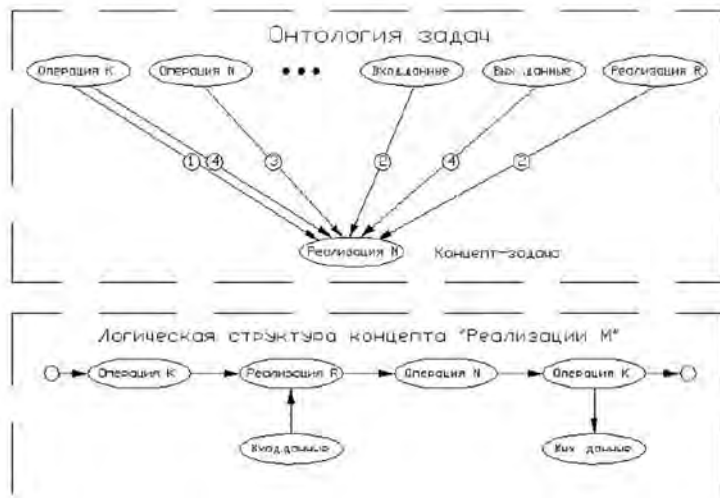 Онтология задач
Операция K
Операция N
•••
Вход.данные
Вых .данные
Реализация R
1
4
3
2
4
2
Реализация N
Концепт-задача
Логическая структура концепта "Реализации М"
Операция K
Реализация R
Операция N
Операция K
Вход.данные
Вых .данные